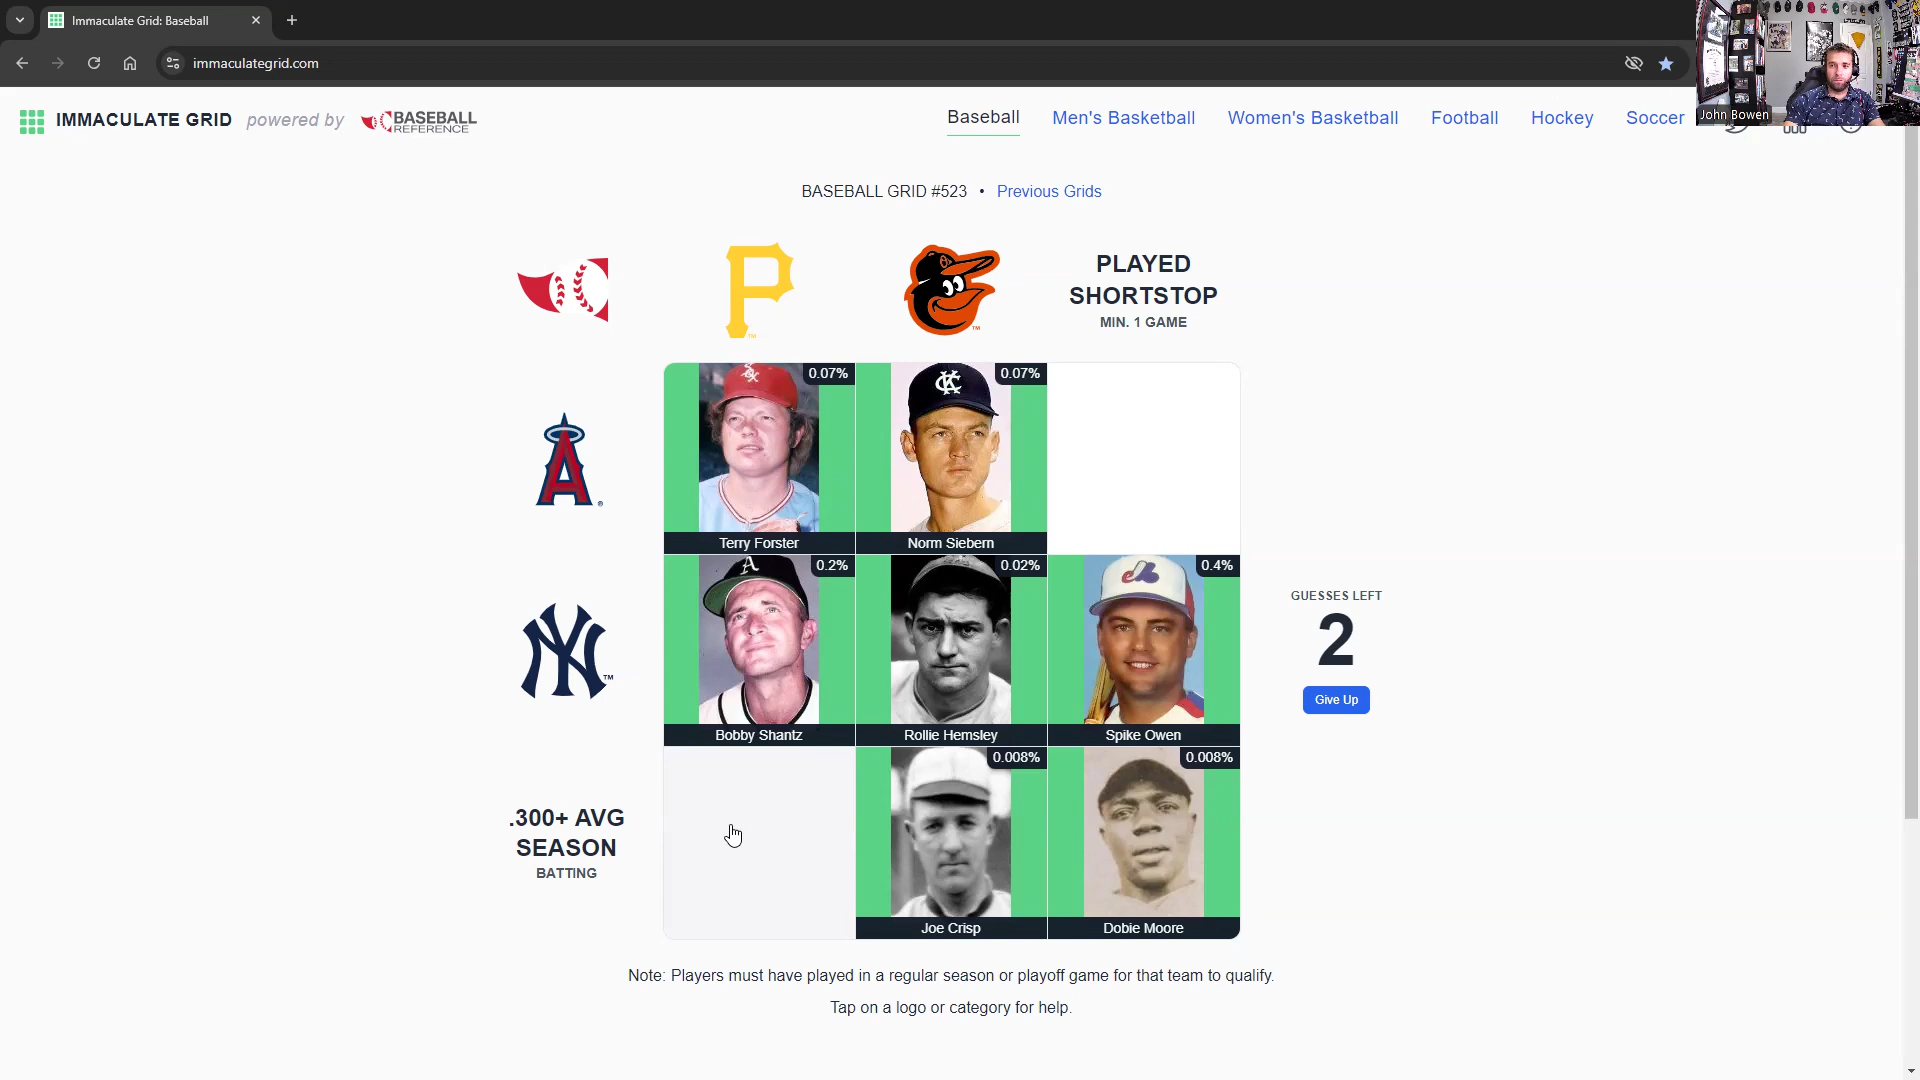 Immaculate Grid: Baseball
immaculategrid.com
John Bowen
IMMACULATE GRID powered by BASEBALL REFERENCE
Baseball Men's Basketball Women's Basketball Football Hockey Soccer
BASEBALL GRID #523 • Previous Grids
P
PLAYED
SHORTSTOP
MIN. 1 GAME
A
0.07%
Terry Forster
0.07%
Norm Siebern
NY
0.2%
Bobby Shantz
0.02%
Rollie Hemsley
0.4%
Spike Owen
GUESSES LEFT
2
Give Up
.300+ AVG
SEASON
BATTING
0.008%
Joe Crisp
0.008%
Dobie Moore
Note: Players must have played in a regular season or playoff game for that team to qualify.
Tap on a logo or category for help.